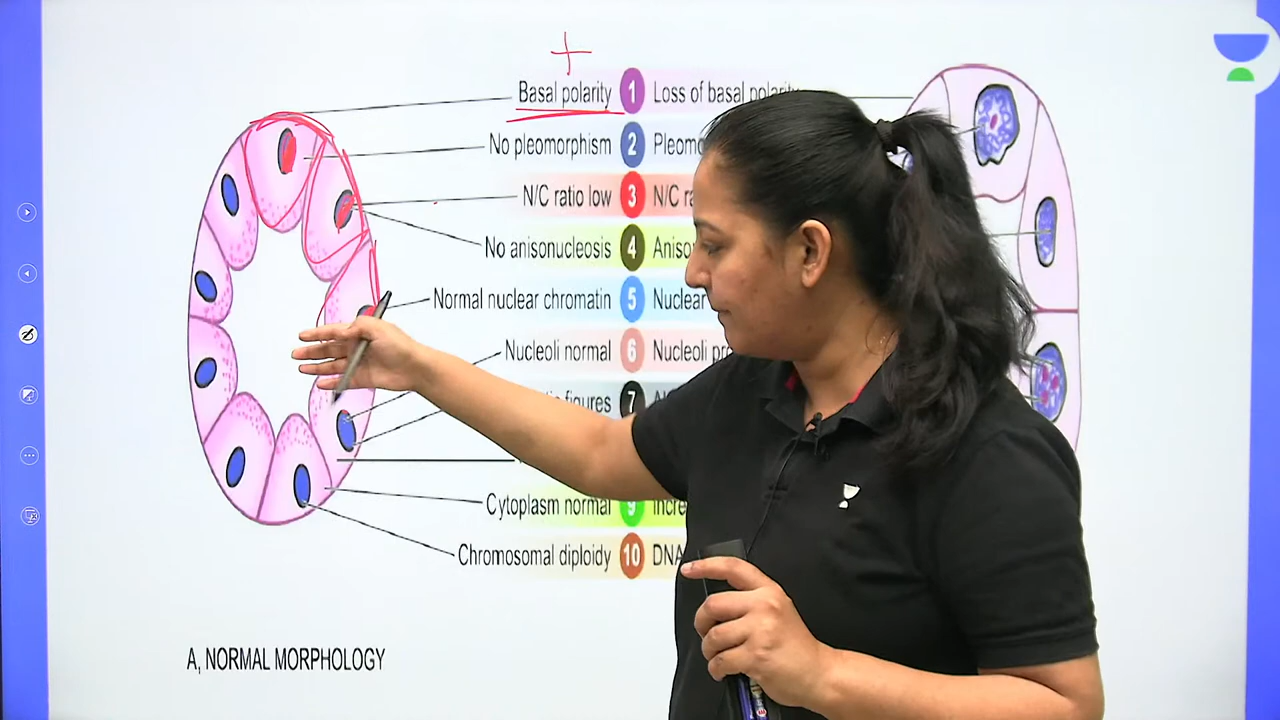 +
Basal polarity 1 Loss of basal polarity
No pleomorphism 2 Pleomo
N/C ratio low 3 N/C ra
No anisonucleosis 4 Aniso
Normal nuclear chromatin 5 Nuclear
Nucleoli normal 6 Nucleoli pr
figures 7
Cytoplasm normal 9 Incre
Chromosomal diploidy 10 DNA
A, NORMAL MORPHOLOGY